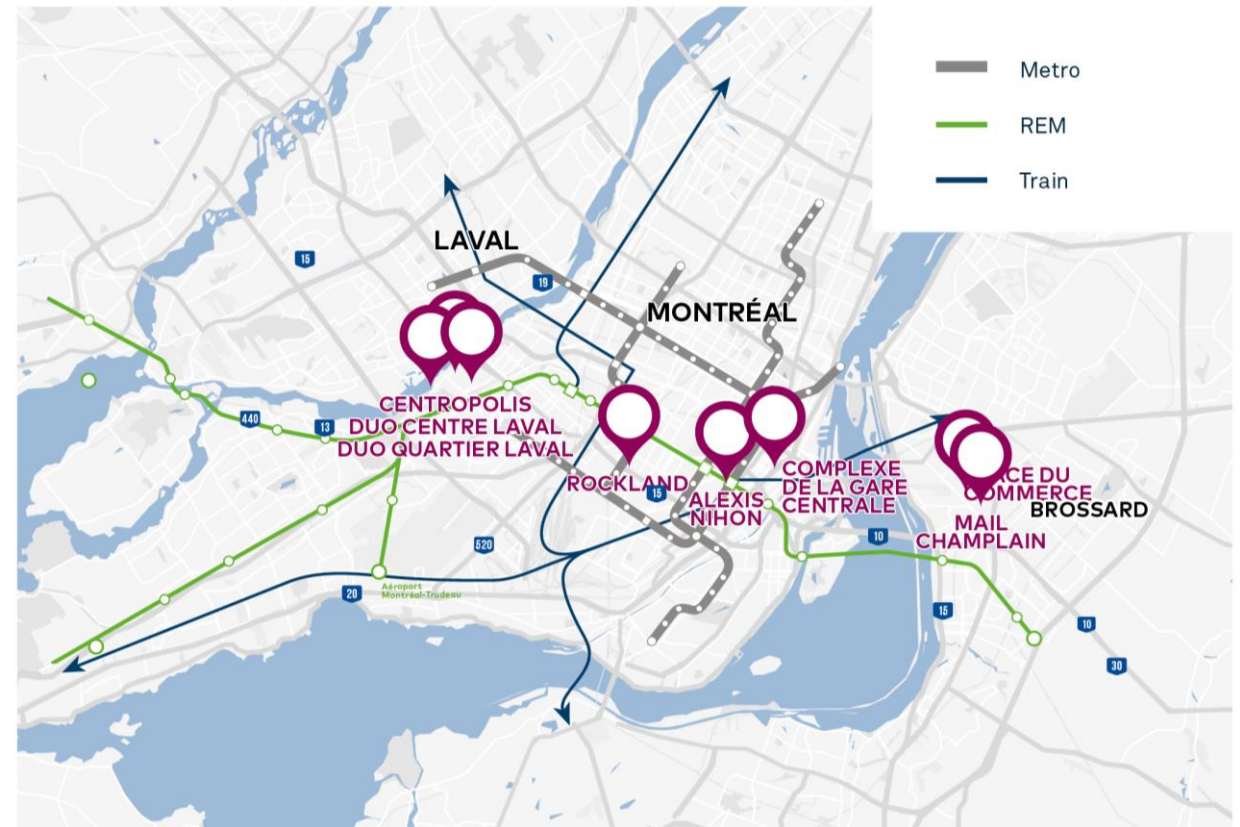 Metro
REM
Train
LAVAL
15
19
MONTRÉAL
CENTROPOLIS
DUO CENTRE LAVAL
DUO QUARTIER LAVAL
440
13
ROCKLAND
15
ALEXIS
NIHON
COMPLEXE
DE LA GARE
CENTRALE
ACE DU
COMMERCE
BROSSARD
MAIL
CHAMPLAIN
10
520
20
Aéroport
Montréal-Trudeau
15
10
30